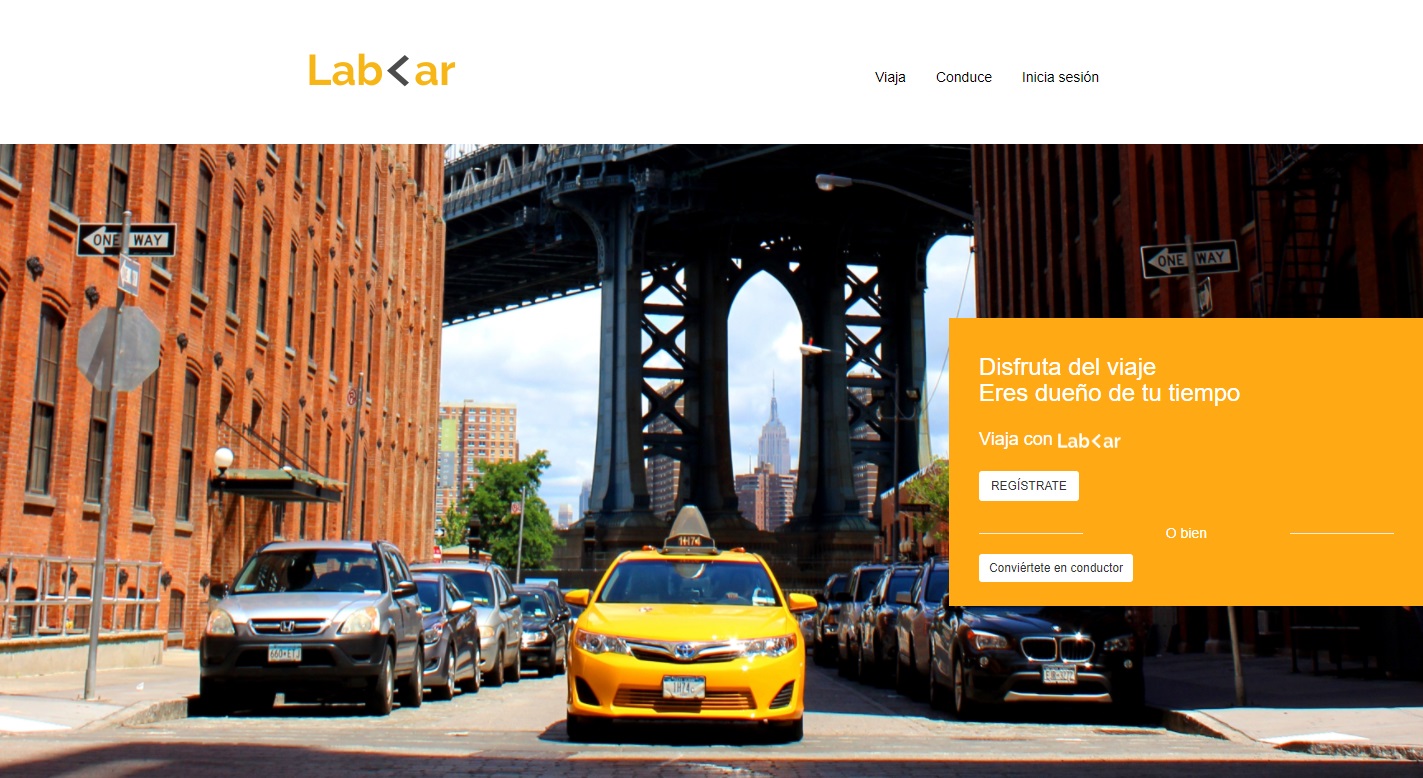 Lab<ar
Viaja Conduce Inicia sesión
ONE WAY
ONE WAY
Disfruta del viaje
Eres dueño de tu tiempo
Viaja con Lab<ar
REGÍSTRATE
O bien
Conviértete en conductor
1H74